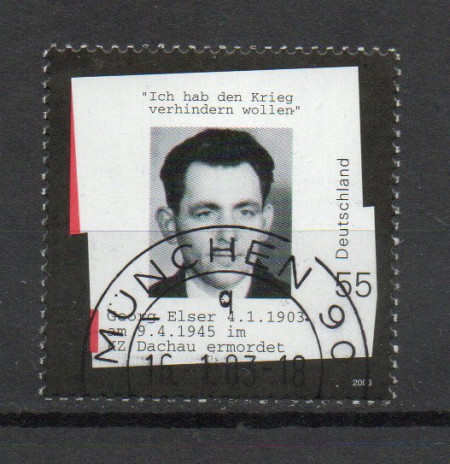 "Ich hab den Krieg
verhindern wollen"
Deutschland
55
Georg Elser 4.1.1903
am 9.4.1945 im
KZ Dachau ermordet
2003
MÜNCHEN 90
q
16.1.03-18